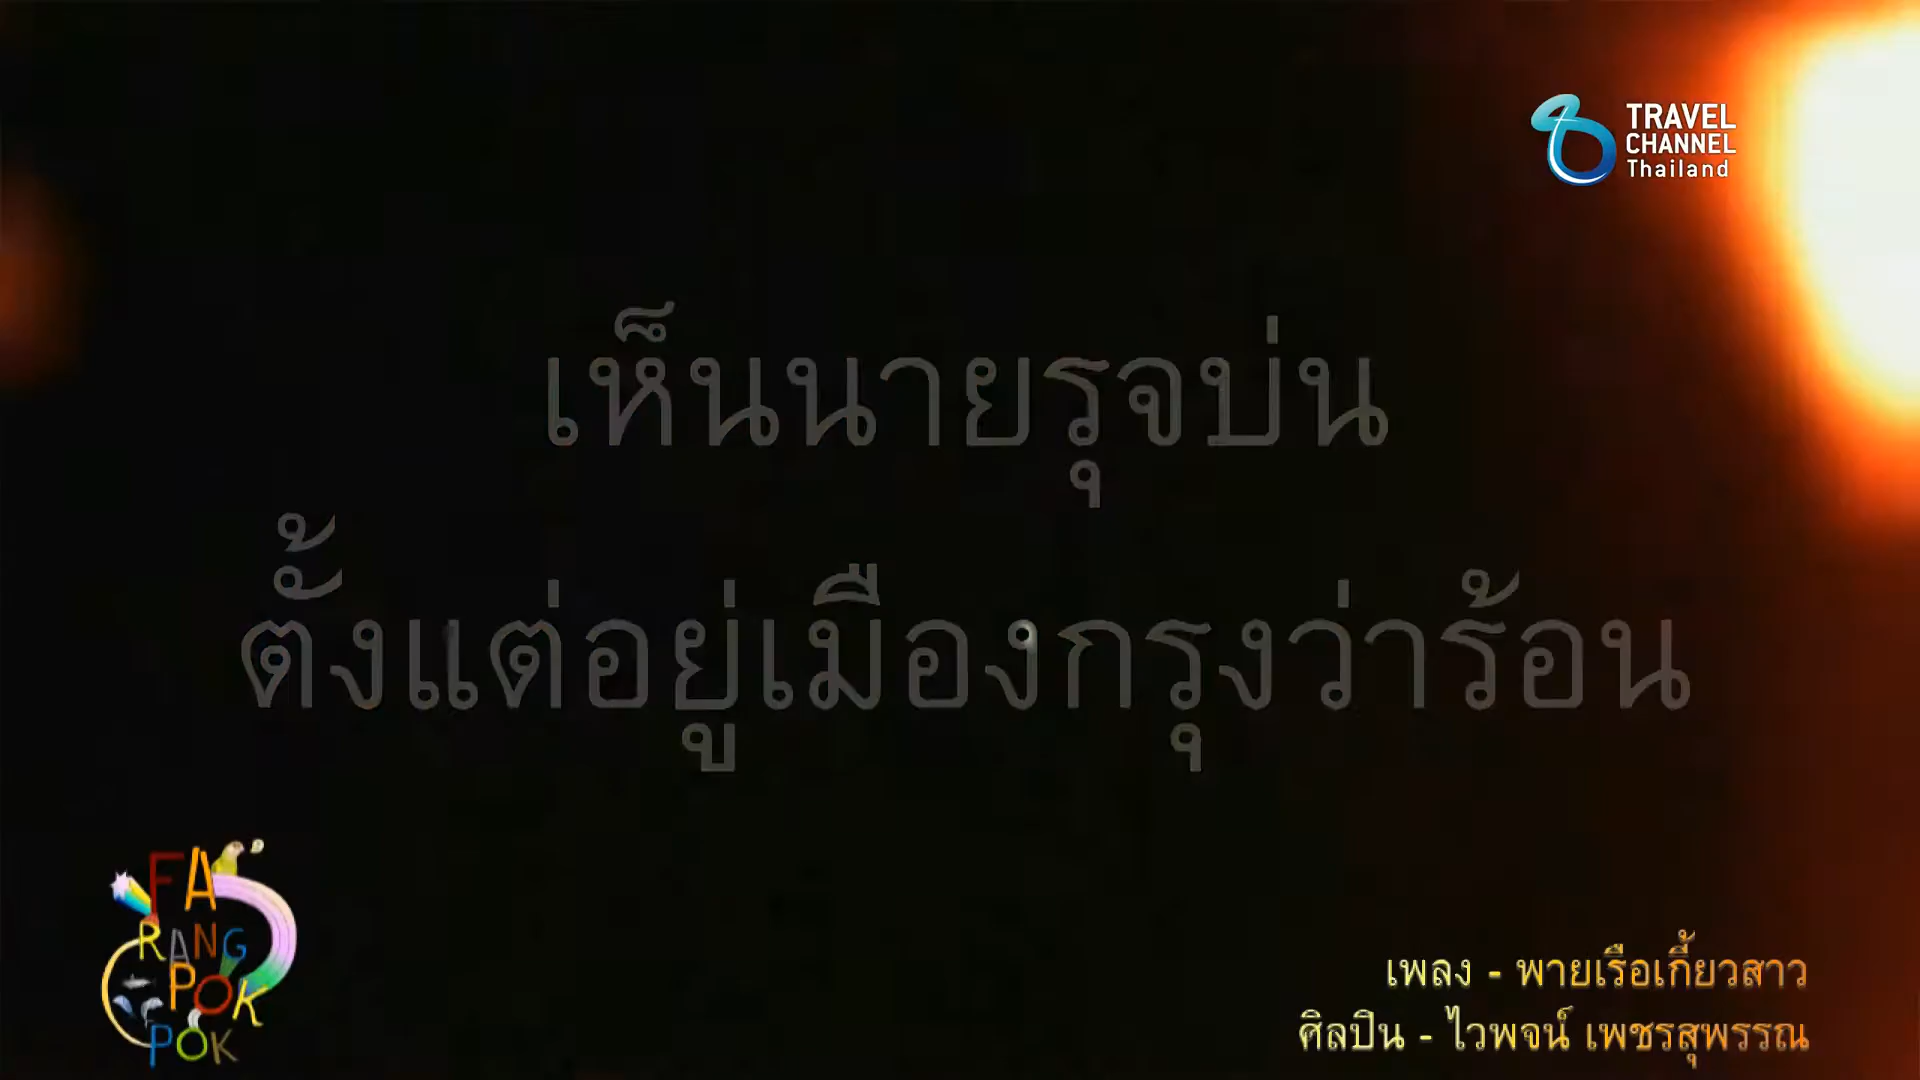 TRAVEL
CHANNEL
Thailand
เห็นนายรุจบ่น
ตั้งแต่อยู่เมืองกรุงว่าร้อน
FA
RANG
POK
POK
เพลง - พายเรือเกี้ยวสาว
ศิลปิน - ไวพจน์ เพชรสุพรรณ